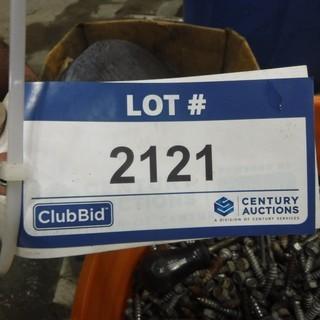 LOT #
2121
ClubBid
CENTURY
AUCTIONS
A DIVISION OF CENTURY SERVICES